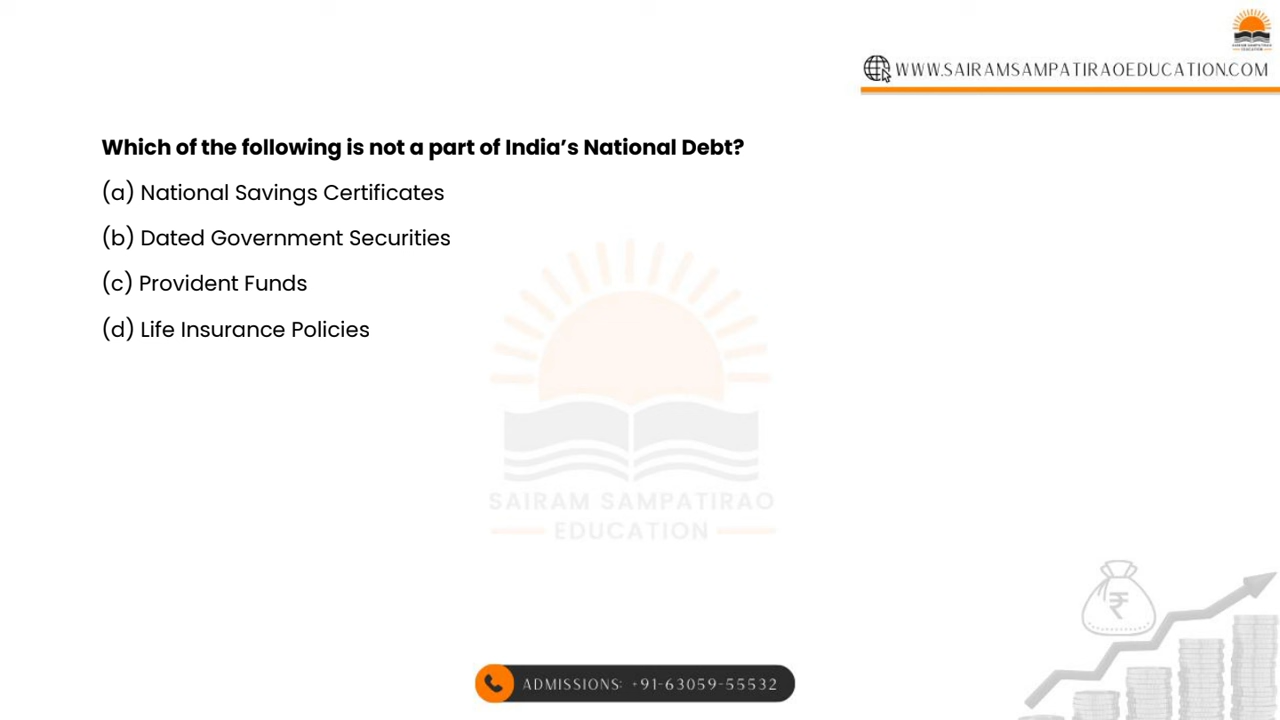 WWW.SAIRAMSAMPATIRAOEDUCATION.COM
Which of the following is not a part of India’s National Debt?
(a) National Savings Certificates
(b) Dated Government Securities
(c) Provident Funds
(d) Life Insurance Policies
SAIRAM SAMPATIRAO
EDUCATION
ADMISSIONS: +91-63059-55532